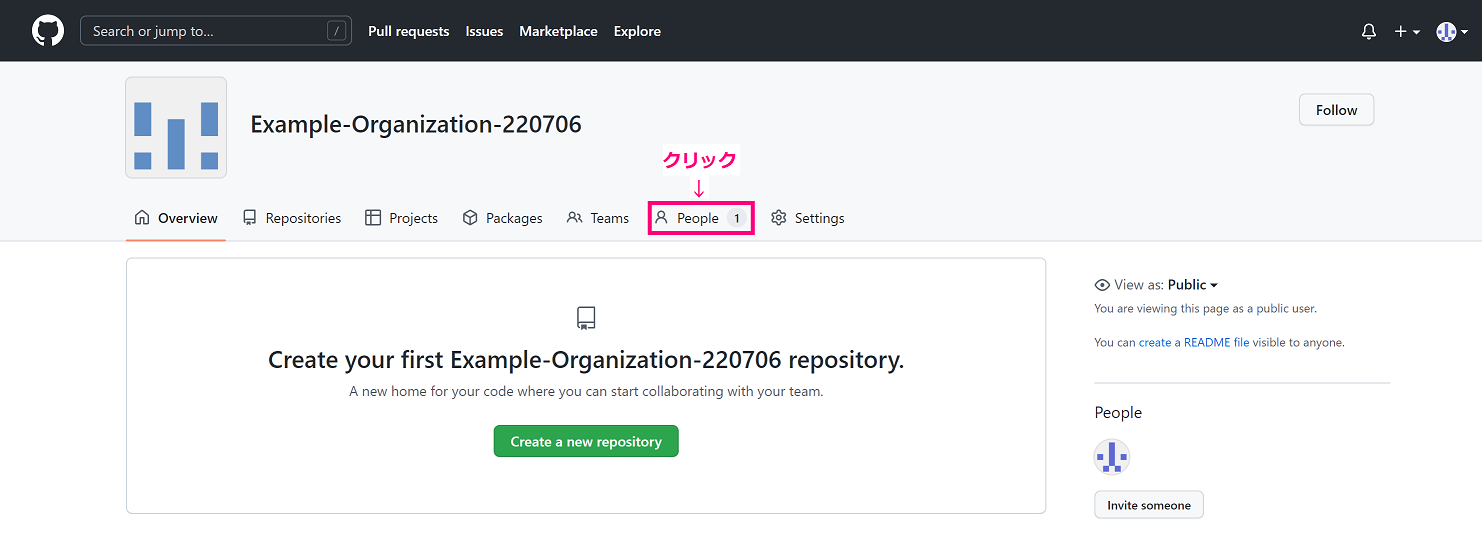 Search or jump to... /
Pull requests
Issues
Marketplace
Explore
Example-Organization-220706
Follow
クリック
↓
Overview
Repositories
Projects
Packages
Teams
People 1
Settings
Create your first Example-Organization-220706 repository.
A new home for your code where you can start collaborating with your team.
Create a new repository
View as: Public
You are viewing this page as a public user.
You can create a README file visible to anyone.
People
Invite someone